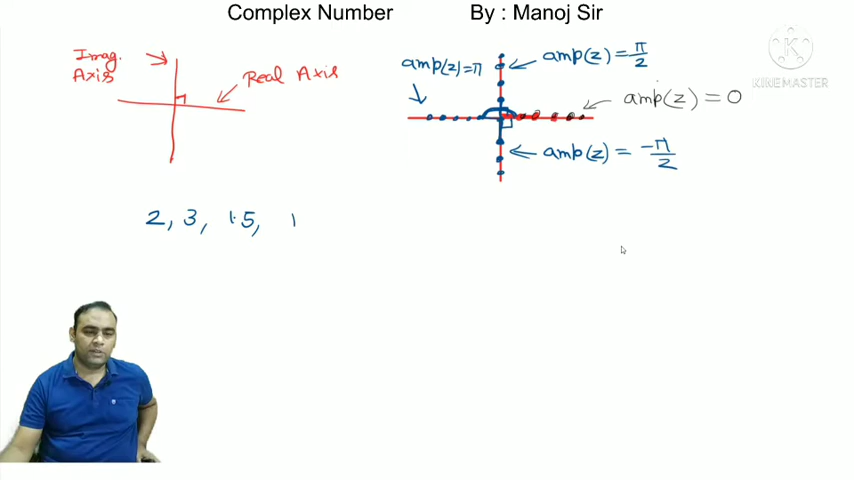 Complex Number By : Manoj Sir
Imag. Axis
Real Axis
amp(z)=π
amp(z)=π/2
amp(z)=0
amp(z)=-π/2
KINEMASTER
2, 3, 1.5, 1